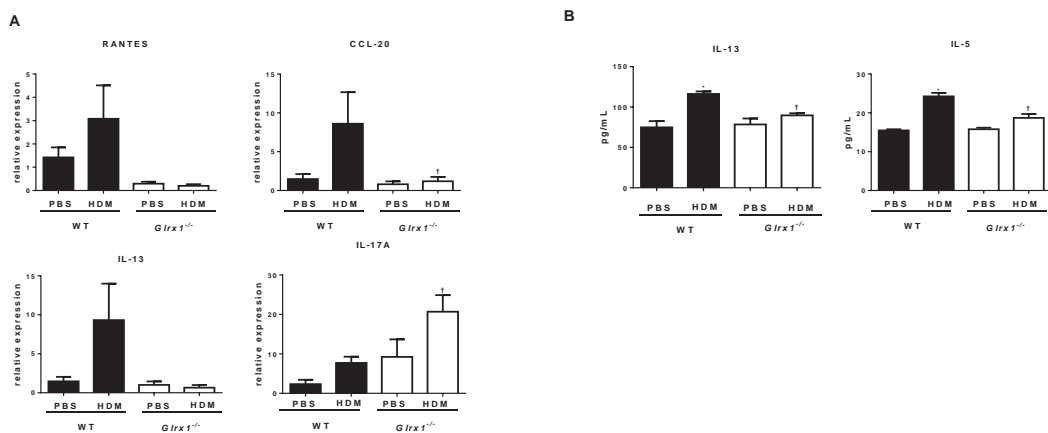 A
RANTES
relative expression
5
4
3
2
1
0
PBS HDM PBS HDM
WT Glrx1-/-
CCL-20
relative expression
15
10
5
0
†
PBS HDM PBS HDM
WT Glrx1-/-
IL-13
relative expression
15
10
5
0
PBS HDM PBS HDM
WT Glrx1-/-
IL-17A
relative expression
30
20
10
0
†
PBS HDM PBS HDM
WT Glrx1-/-
B
IL-13
pg/mL
150
100
50
0
* †
PBS HDM PBS HDM
WT Glrx1-/-
IL-5
pg/mL
30
20
10
0
* †
PBS HDM PBS HDM
WT Glrx1-/-